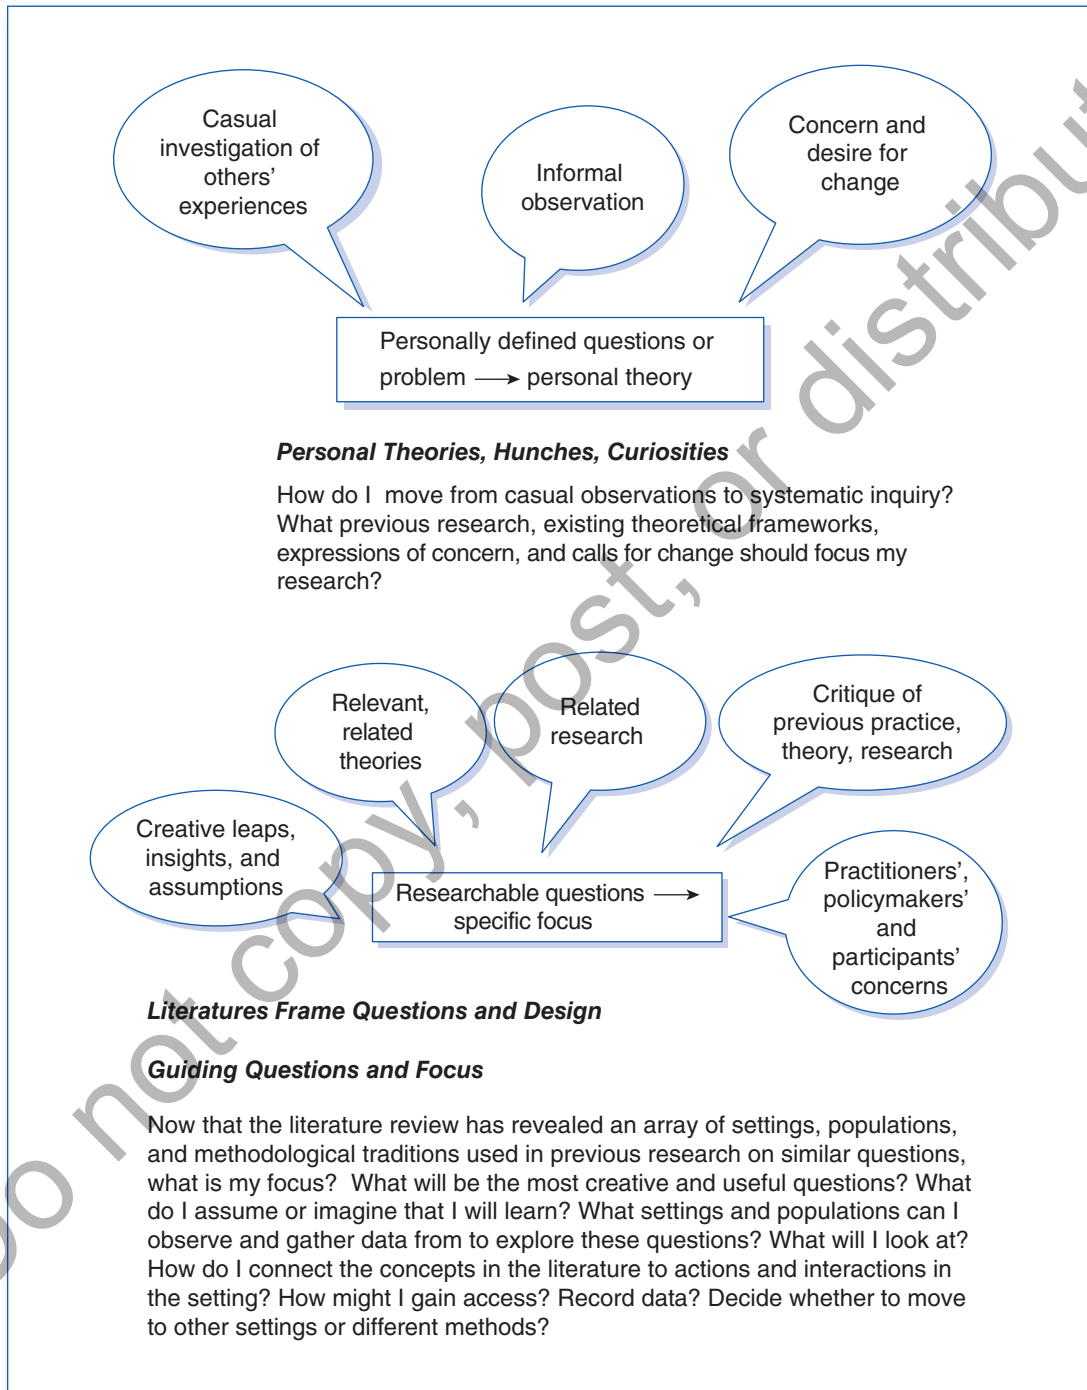 Casual
investigation of
others'
experiences
Informal
observation
Concern and
desire for
change
Personally defined questions or
problem → personal theory
Personal Theories, Hunches, Curiosities
How do I move from casual observations to systematic inquiry?
What previous research, existing theoretical frameworks,
expressions of concern, and calls for change should focus my
research?
Relevant,
related
theories
Related
research
Critique of
previous practice,
theory, research
Creative leaps,
insights, and
assumptions
Researchable questions →
specific focus
Practitioners',
policymakers'
and
participants'
concerns
Literatures Frame Questions and Design
Guiding Questions and Focus
Now that the literature review has revealed an array of settings, populations,
and methodological traditions used in previous research on similar questions,
what is my focus? What will be the most creative and useful questions? What
do I assume or imagine that I will learn? What settings and populations can I
observe and gather data from to explore these questions? What will I look at?
How do I connect the concepts in the literature to actions and interactions in
the setting? How might I gain access? Record data? Decide whether to move
to other settings or different methods?
not copy, post, or